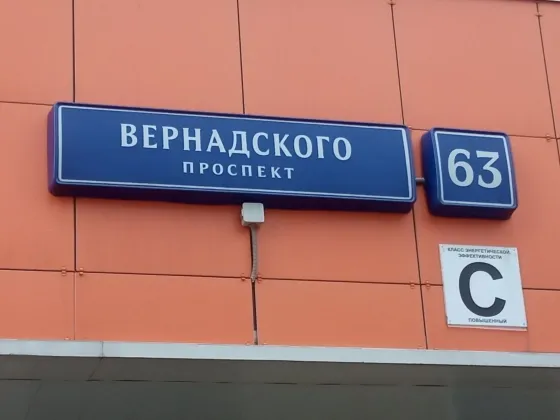 ВЕРНАДСКОГО
ПРОСПЕКТ
63
КЛАСС ЭНЕРГЕТИЧЕСКОЙ
ЭФФЕКТИВНОСТИ
С
ПОВЫШЕННЫЙ